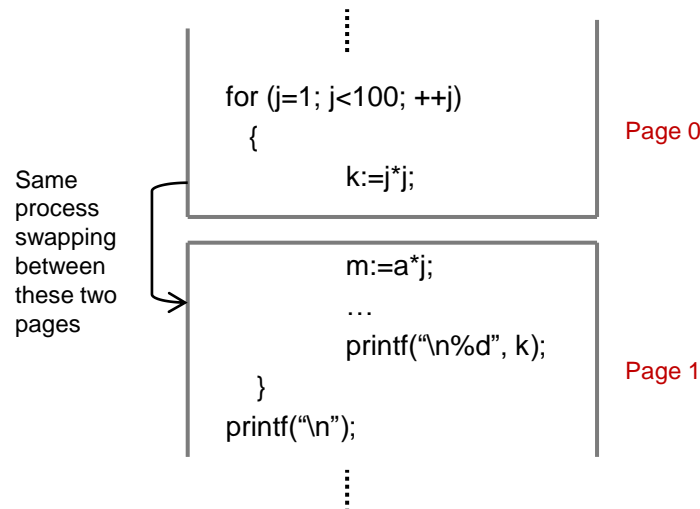 for (j=1; j<100; ++j)
{
k:=j*j;
Page 0
Same
process
swapping
between
these two
pages
m:=a*j;
…
printf(“\n%d”, k);
}
printf(“\n”);
Page 1